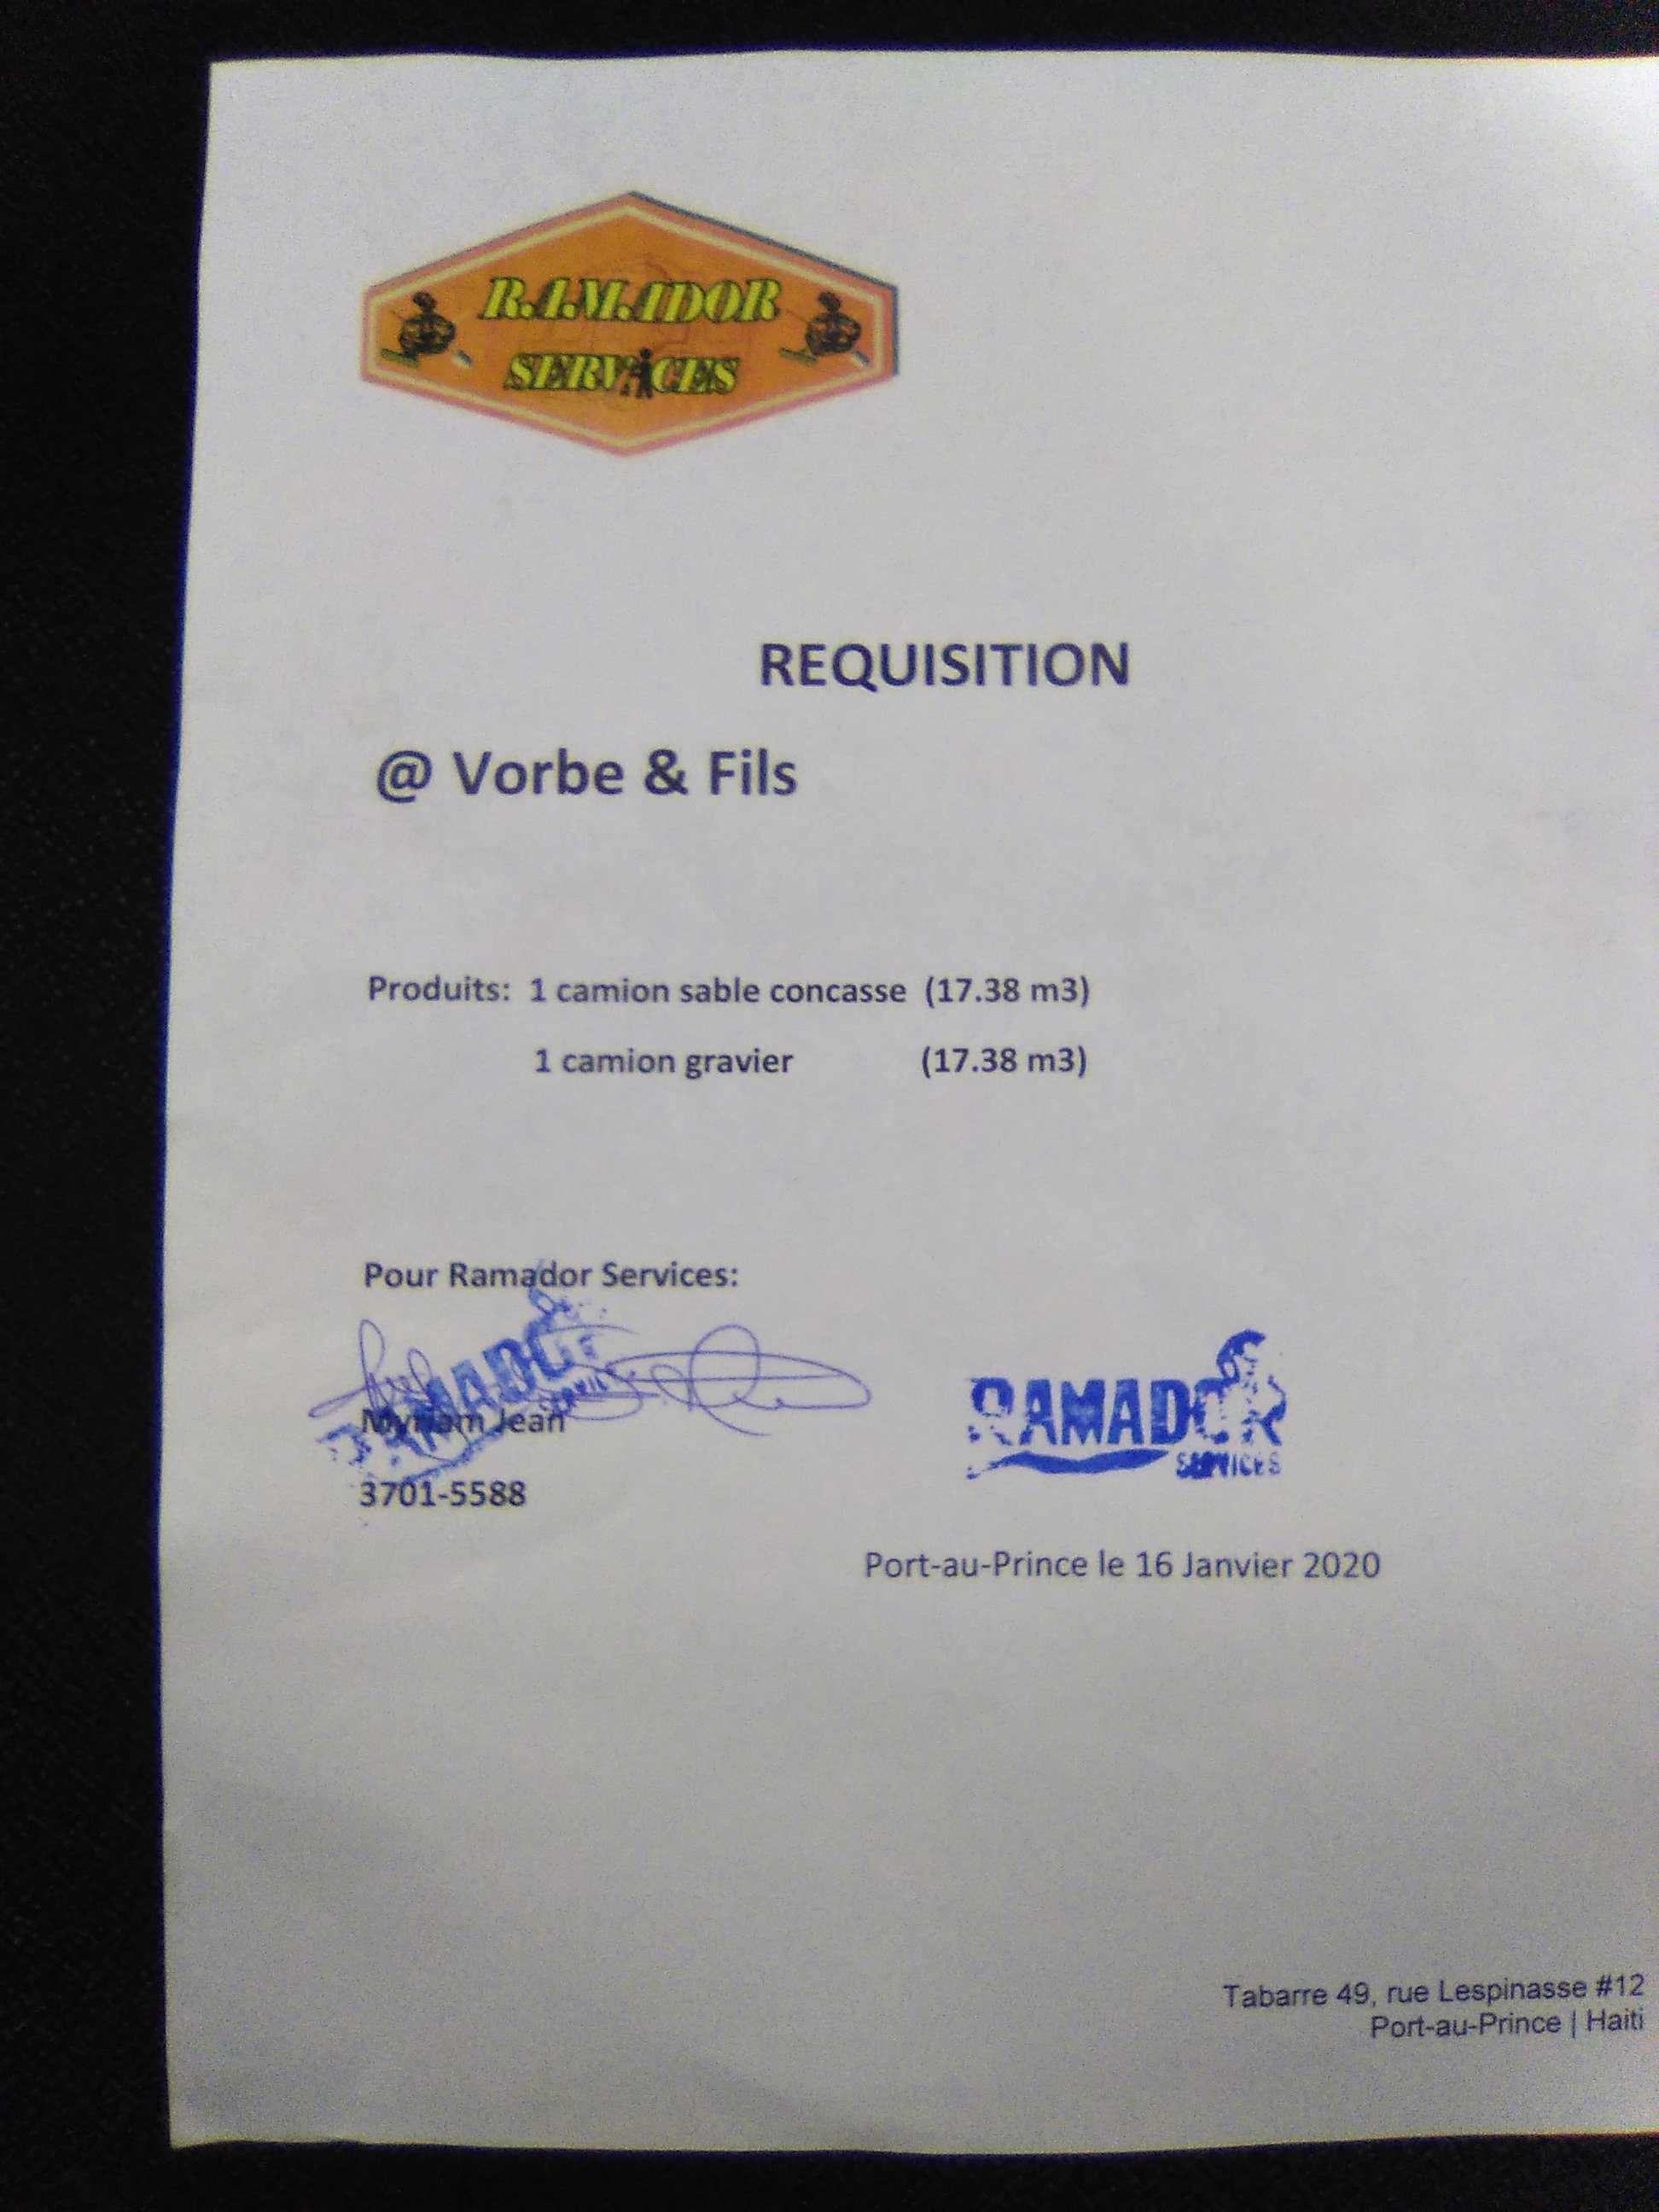 RAMADOR
SERVICES
REQUISITION
@ Vorbe & Fils
Produits: 1 camion sable concasse (17.38 m3)
1 camion gravier (17.38 m3)
Pour Ramador Services:
Myriam Jean
RAMADOR
SERVICES
3701-5588
Port-au-Prince le 16 Janvier 2020
Tabarre 49, rue Lespinasse #12
Port-au-Prince | Haiti